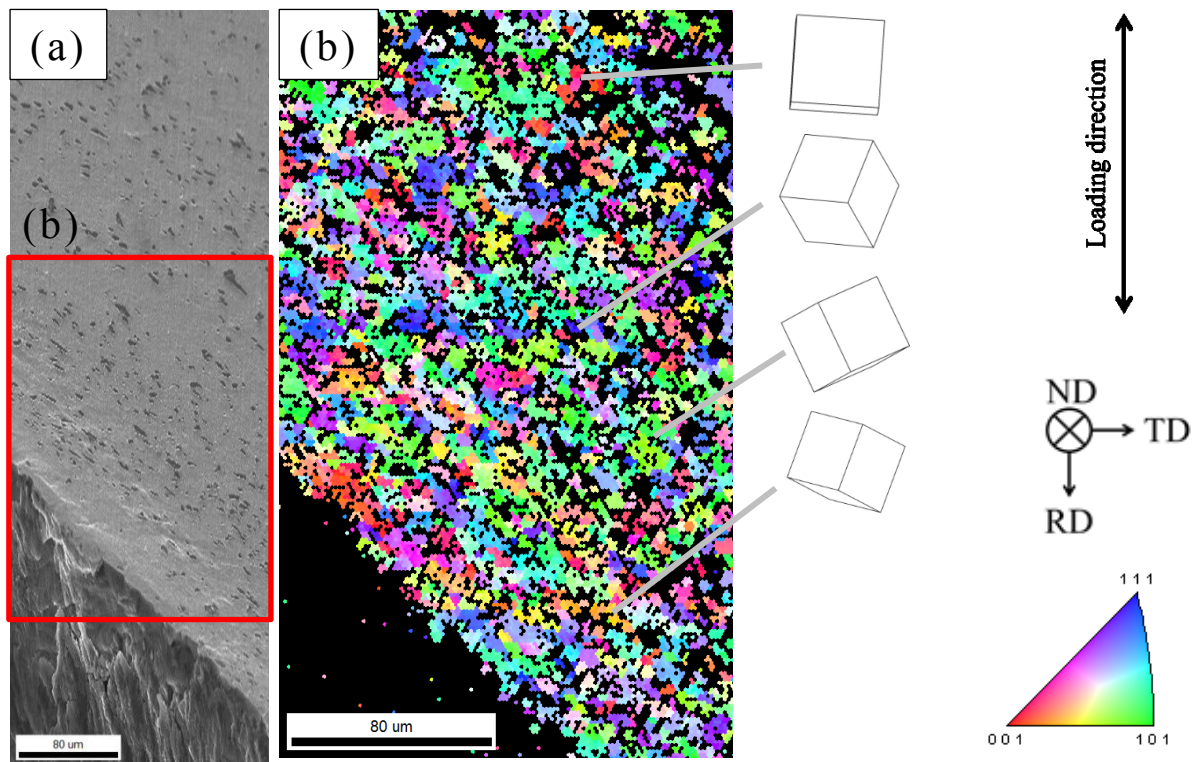 (a)
(b)
80 um
(b)
80 um
Loading direction
ND
TD
RD
1 1 1
0 0 1
1 0 1